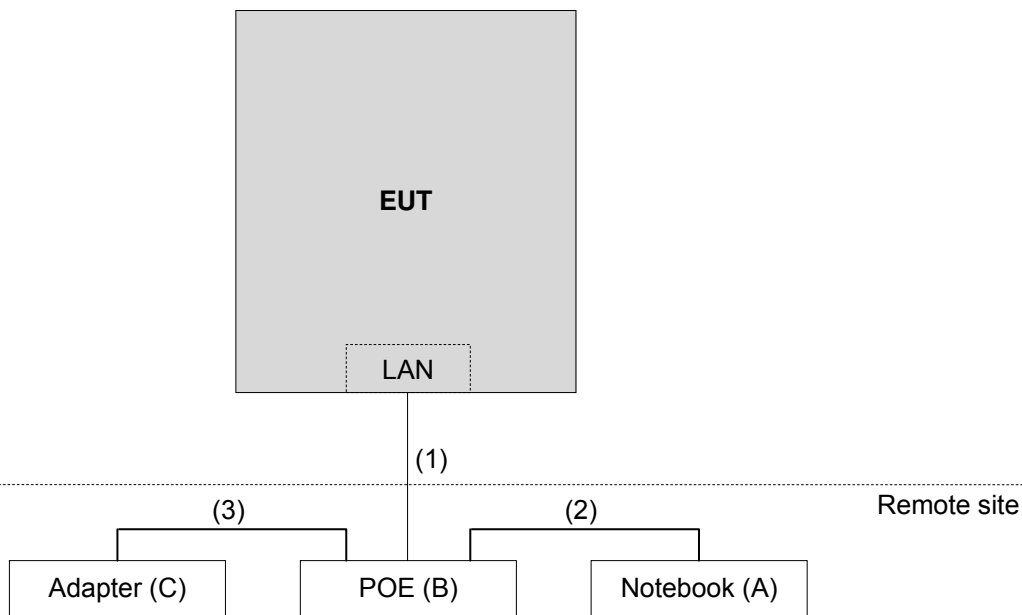 EUT
LAN
(1)
Remote site
(3)
(2)
Adapter (C)
POE (B)
Notebook (A)